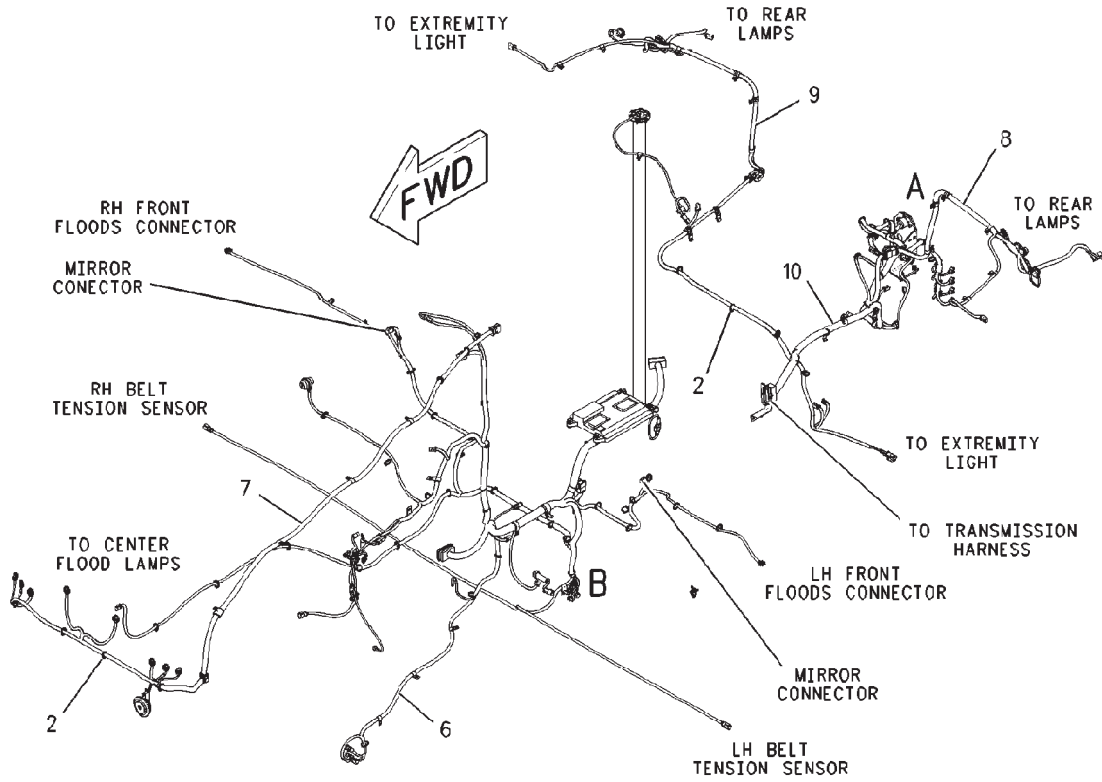 TO EXTREMITY
LIGHT
TO REAR
LAMPS
9
8
A
FWD
RH FRONT
FLOODS CONNECTOR
TO REAR
LAMPS
MIRROR
CONECTOR
10
RH BELT
TENSION SENSOR
2
TO EXTREMITY
LIGHT
7
TO CENTER
FLOOD LAMPS
TO TRANSMISSION
HARNESS
LH FRONT
FLOODS CONNECTOR
B
MIRROR
CONNECTOR
2
6
LH BELT
TENSION SENSOR